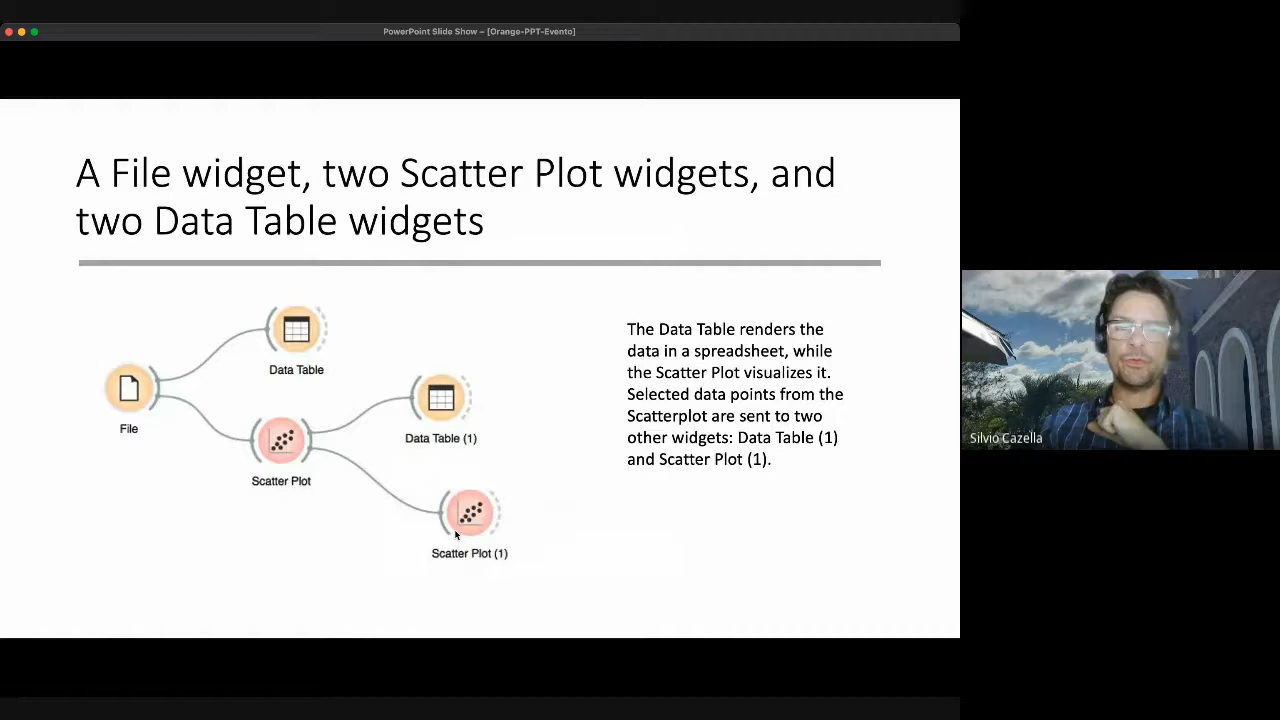 PowerPoint Slide Show – [Orange-PPT-Evento]
A File widget, two Scatter Plot widgets, and
two Data Table widgets
Data Table
File
Data Table (1)
Scatter Plot
Scatter Plot (1)
The Data Table renders the
data in a spreadsheet, while
the Scatter Plot visualizes it.
Selected data points from the
Scatterplot are sent to two
other widgets: Data Table (1)
and Scatter Plot (1).
Silvio Cazella